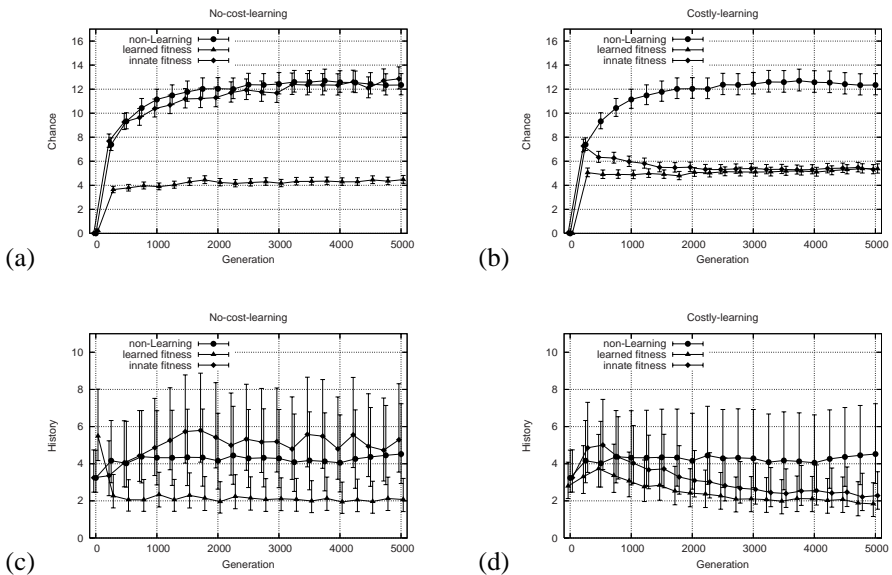 No-cost-learning
non-Learning
learned fitness
innate fitness
Chance
16
14
12
10
8
6
4
2
0
0 1000 2000 3000 4000 5000
Generation
(a)
Costly-learning
non-Learning
learned fitness
innate fitness
Chance
16
14
12
10
8
6
4
2
0
0 1000 2000 3000 4000 5000
Generation
(b)
No-cost-learning
non-Learning
learned fitness
innate fitness
History
10
8
6
4
2
0
0 1000 2000 3000 4000 5000
Generation
(c)
Costly-learning
non-Learning
learned fitness
innate fitness
History
10
8
6
4
2
0
0 1000 2000 3000 4000 5000
Generation
(d)